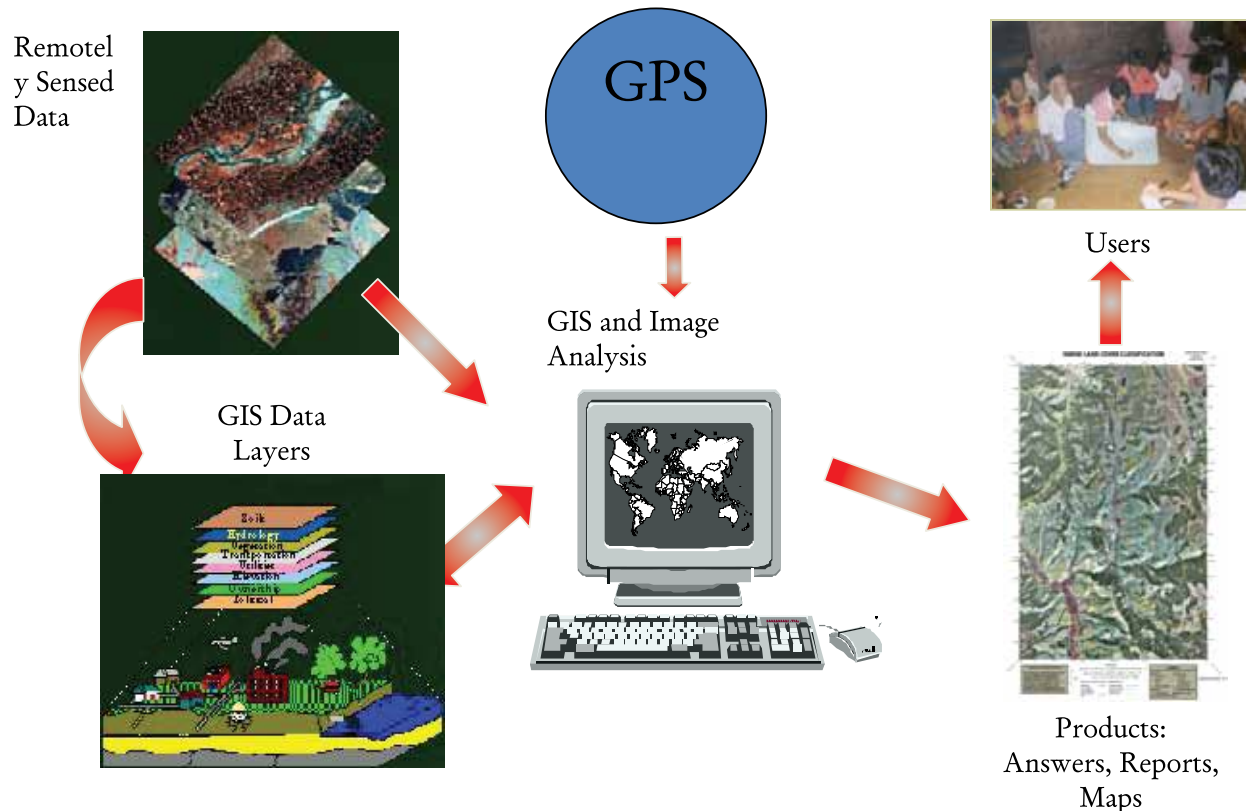 Remotel
y Sensed
Data
GPS
Users
GIS and Image
Analysis
GIS Data
Layers
Soils
Hydrology
Vegetation
Transportation
Utilities
Elevation
Ownership
Products:
Answers, Reports,
Maps